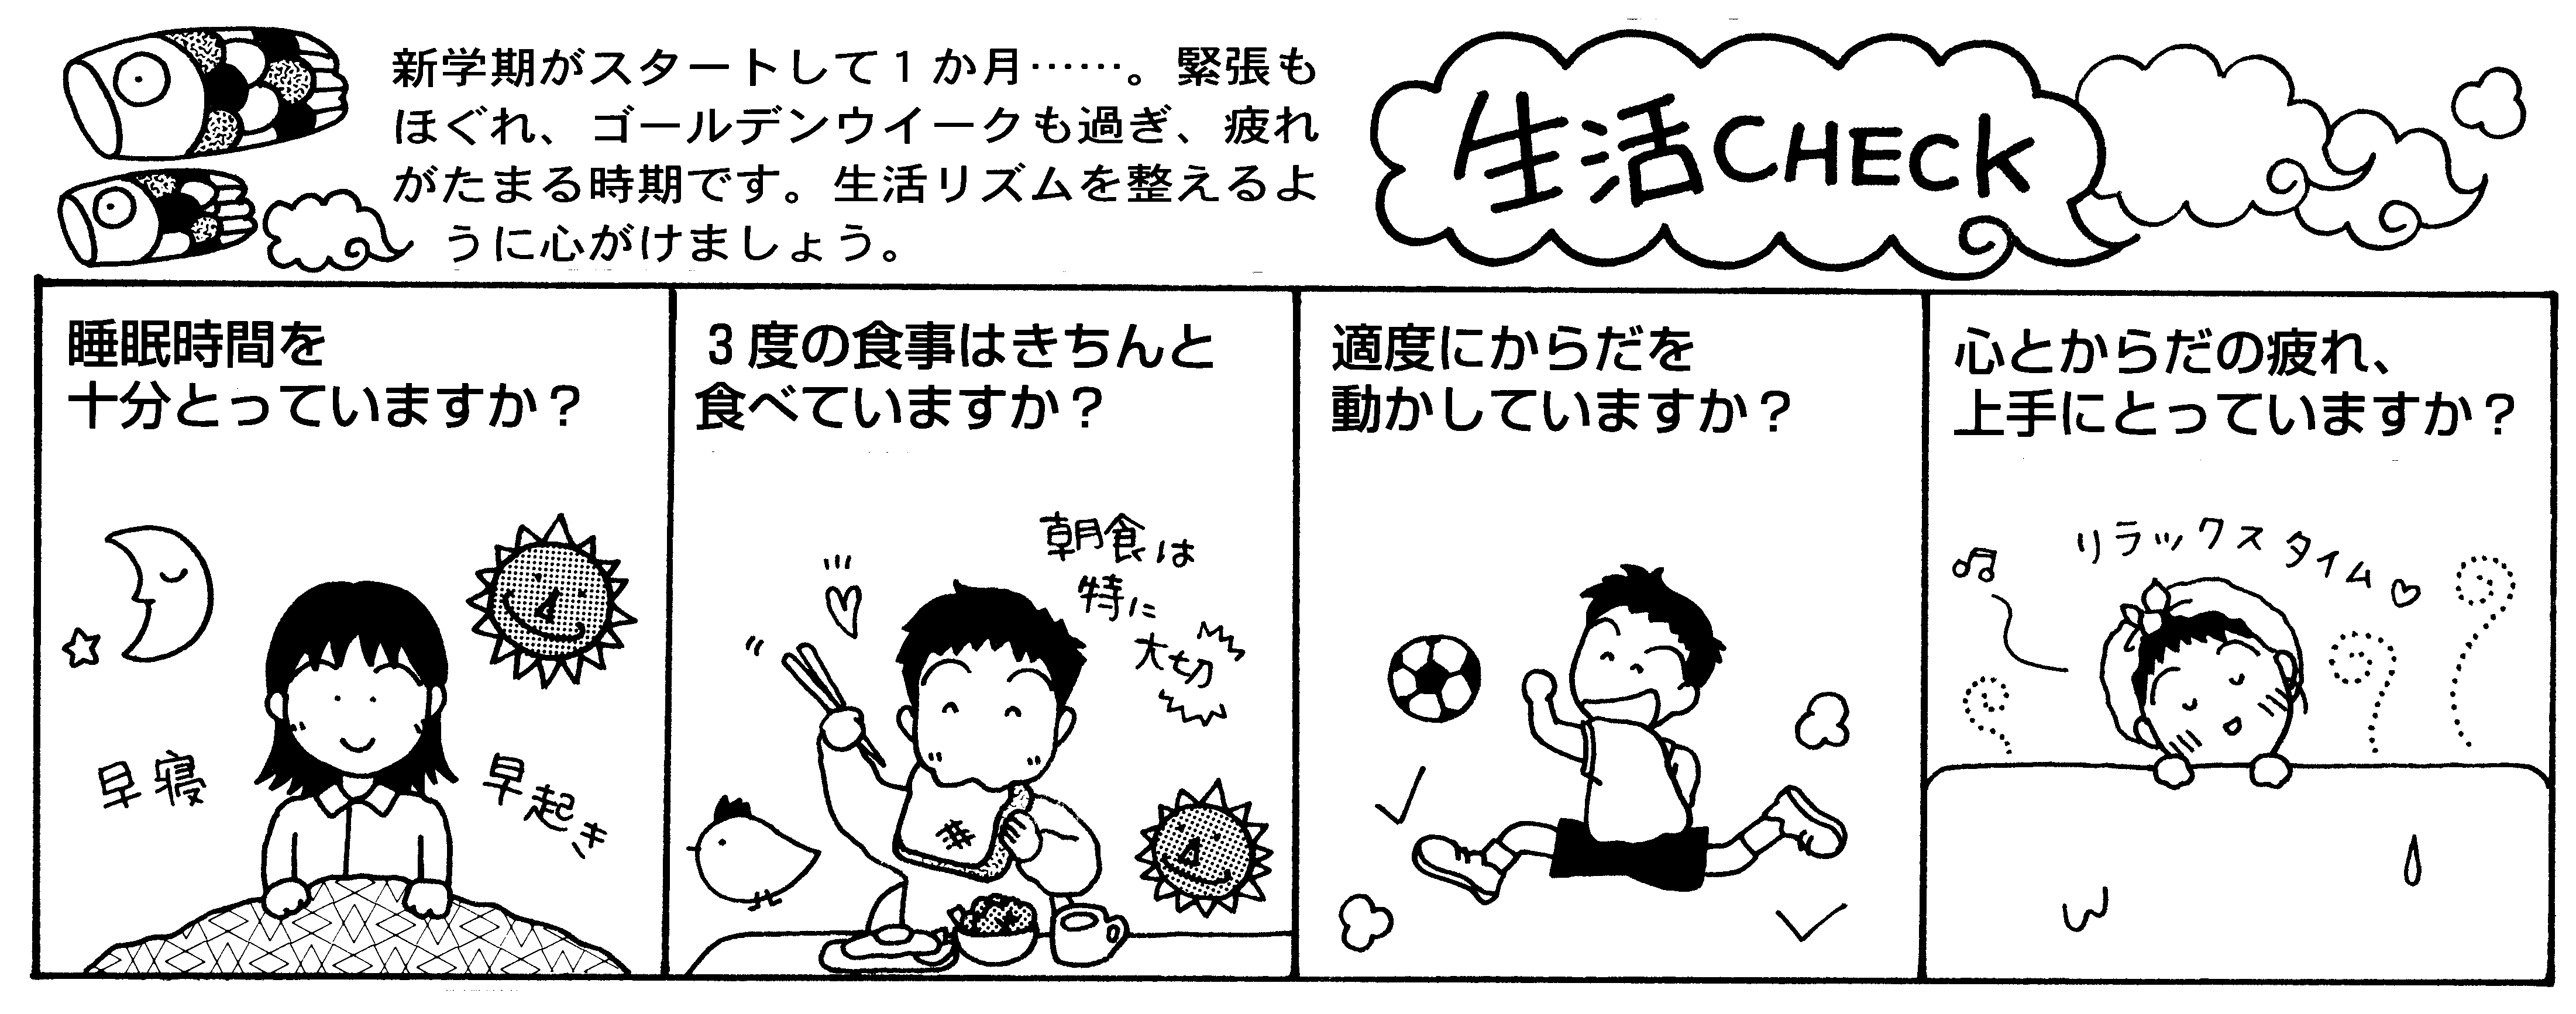 新学期がスタートして１か月……。緊張も
ほぐれ、ゴールデンウイークも過ぎ、疲れ
がたまる時期です。生活リズムを整えるよ
うに心がけましょう。
生活CHECK
睡眠時間を
十分とっていますか？
早寝
早起き
３度の食事はきちんと
食べていますか？
朝食は
特に
大切
適度にからだを
動かしていますか？
心とからだの疲れ、
上手にとっていますか？
リラックスタイム♡